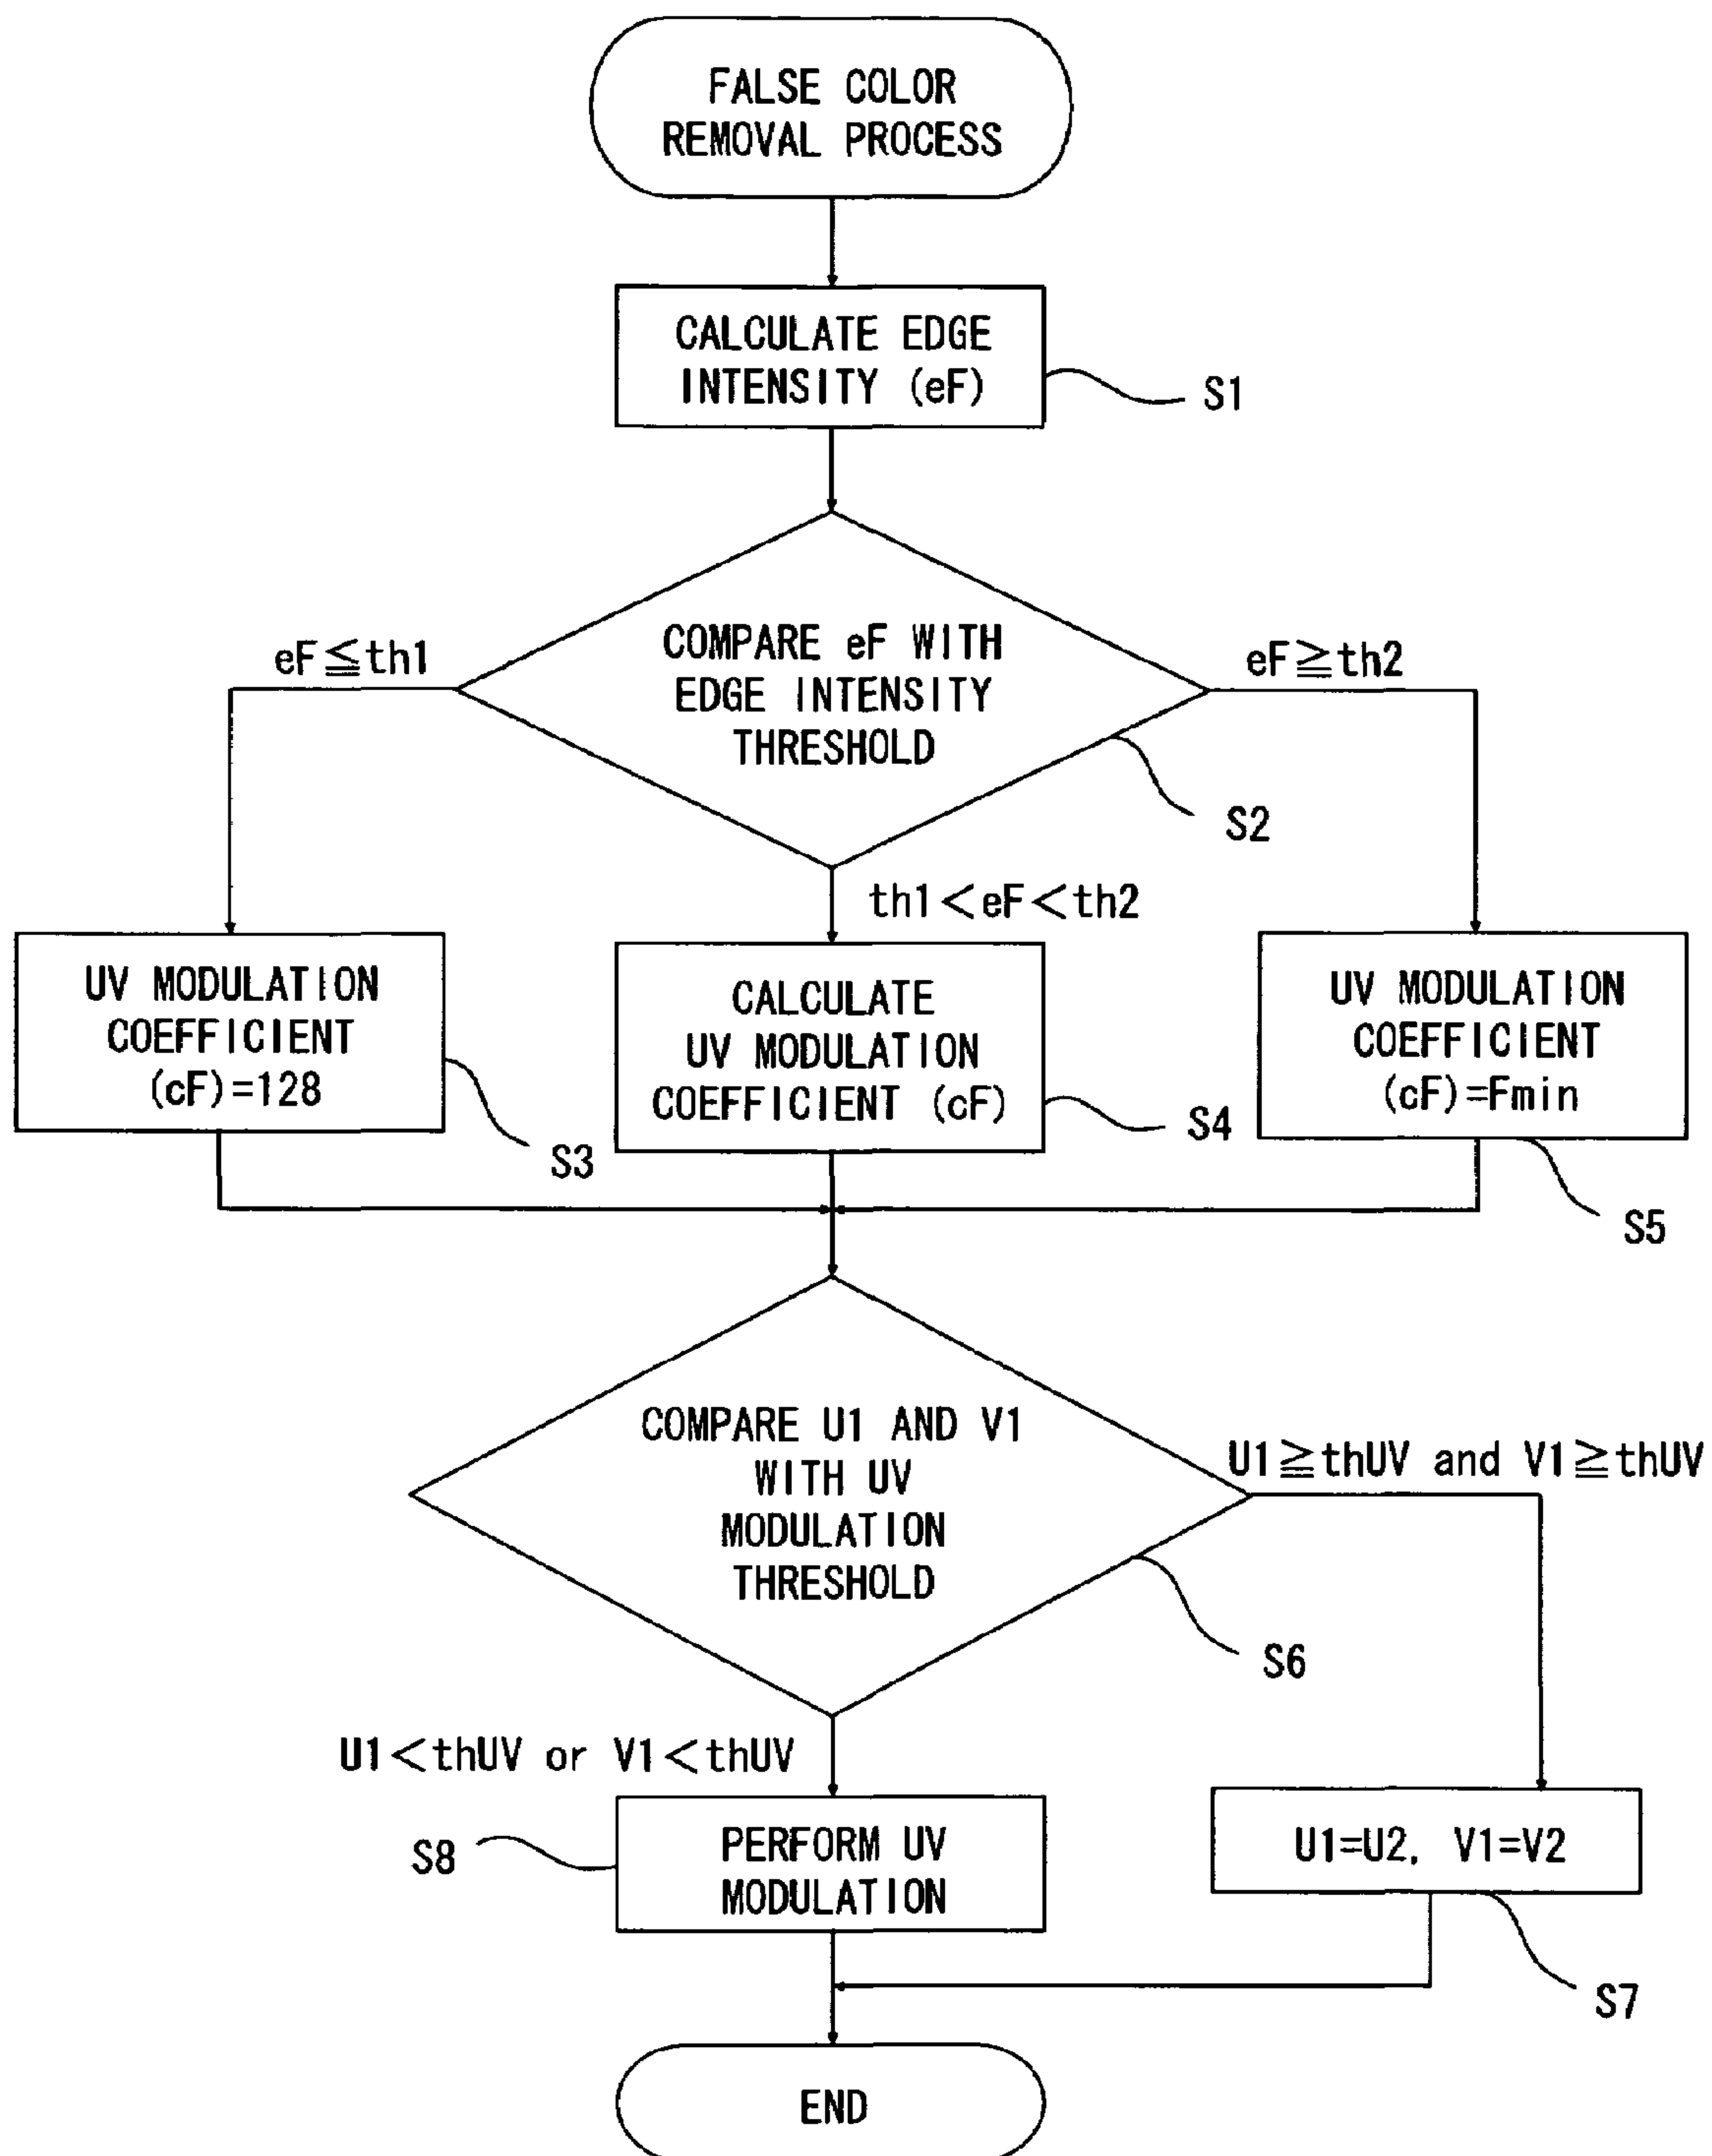 FALSE COLOR
REMOVAL PROCESS
CALCULATE EDGE
INTENSITY (eF)
S1
COMPARE eF WITH
EDGE INTENSITY
THRESHOLD
eF≦th1
eF≧th2
S2
th1<eF<th2
UV MODULATION
COEFFICIENT
(cF)=128
S3
CALCULATE
UV MODULATION
COEFFICIENT (cF)
S4
UV MODULATION
COEFFICIENT
(cF)=Fmin
S5
COMPARE U1 AND V1
WITH UV
MODULATION
THRESHOLD
U1≧thUV and V1≧thUV
S6
U1<thUV or V1<thUV
S8
PERFORM UV
MODULATION
U1=U2, V1=V2
S7
END